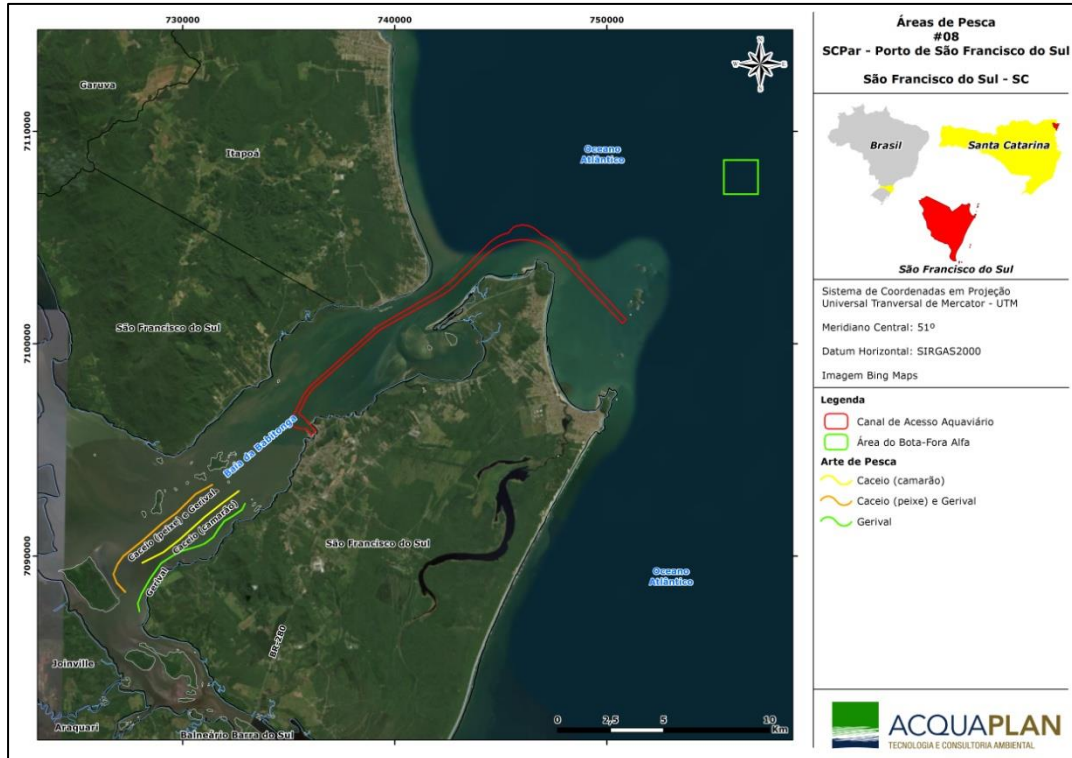 730000
740000
750000
7110000
7100000
7090000
Garuva
Itapoá
Oceano
Atlântico
N
São Francisco do Sul
Baía da Babitonga
Caceio (peixe) e Gerival
Caceio (camarão)
Gerival
São Francisco do Sul
Oceano
Atlântico
BR-280
Joinville
Araquari
Balneário Barra do Sul
0 2,5 5 10
Km
Áreas de Pesca
#08
SCPar - Porto de São Francisco do Sul
São Francisco do Sul - SC
Brasil
Santa Catarina
São Francisco do Sul
Sistema de Coordenadas em Projeção
Universal Tranversal de Mercator - UTM
Meridiano Central: 51º
Datum Horizontal: SIRGAS2000
Imagem Bing Maps
Legenda
Canal de Acesso Aquaviário
Área do Bota-Fora Alfa
Arte de Pesca
Caceio (camarão)
Caceio (peixe) e Gerival
Gerival
ACQUAPLAN
TECNOLOGIA E CONSULTORIA AMBIENTAL